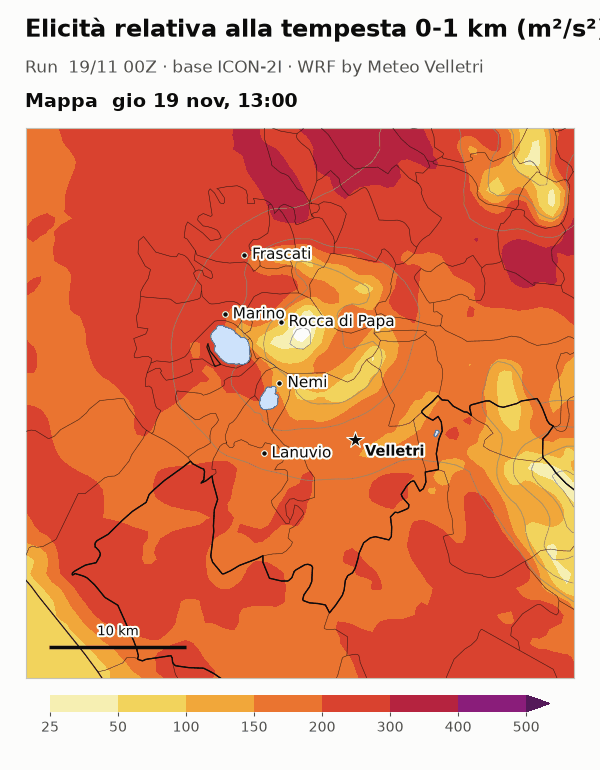 Elicità relativa alla tempesta 0-1 km (m²/s²)
Run  19/11 00Z · base ICON-2I · WRF by Meteo Velletri
Mappa  gio 19 nov, 13:00
Frascati
Marino
Rocca di Papa
Nemi
Velletri
Lanuvio
10 km
25 50 100 150 200 300 400 500